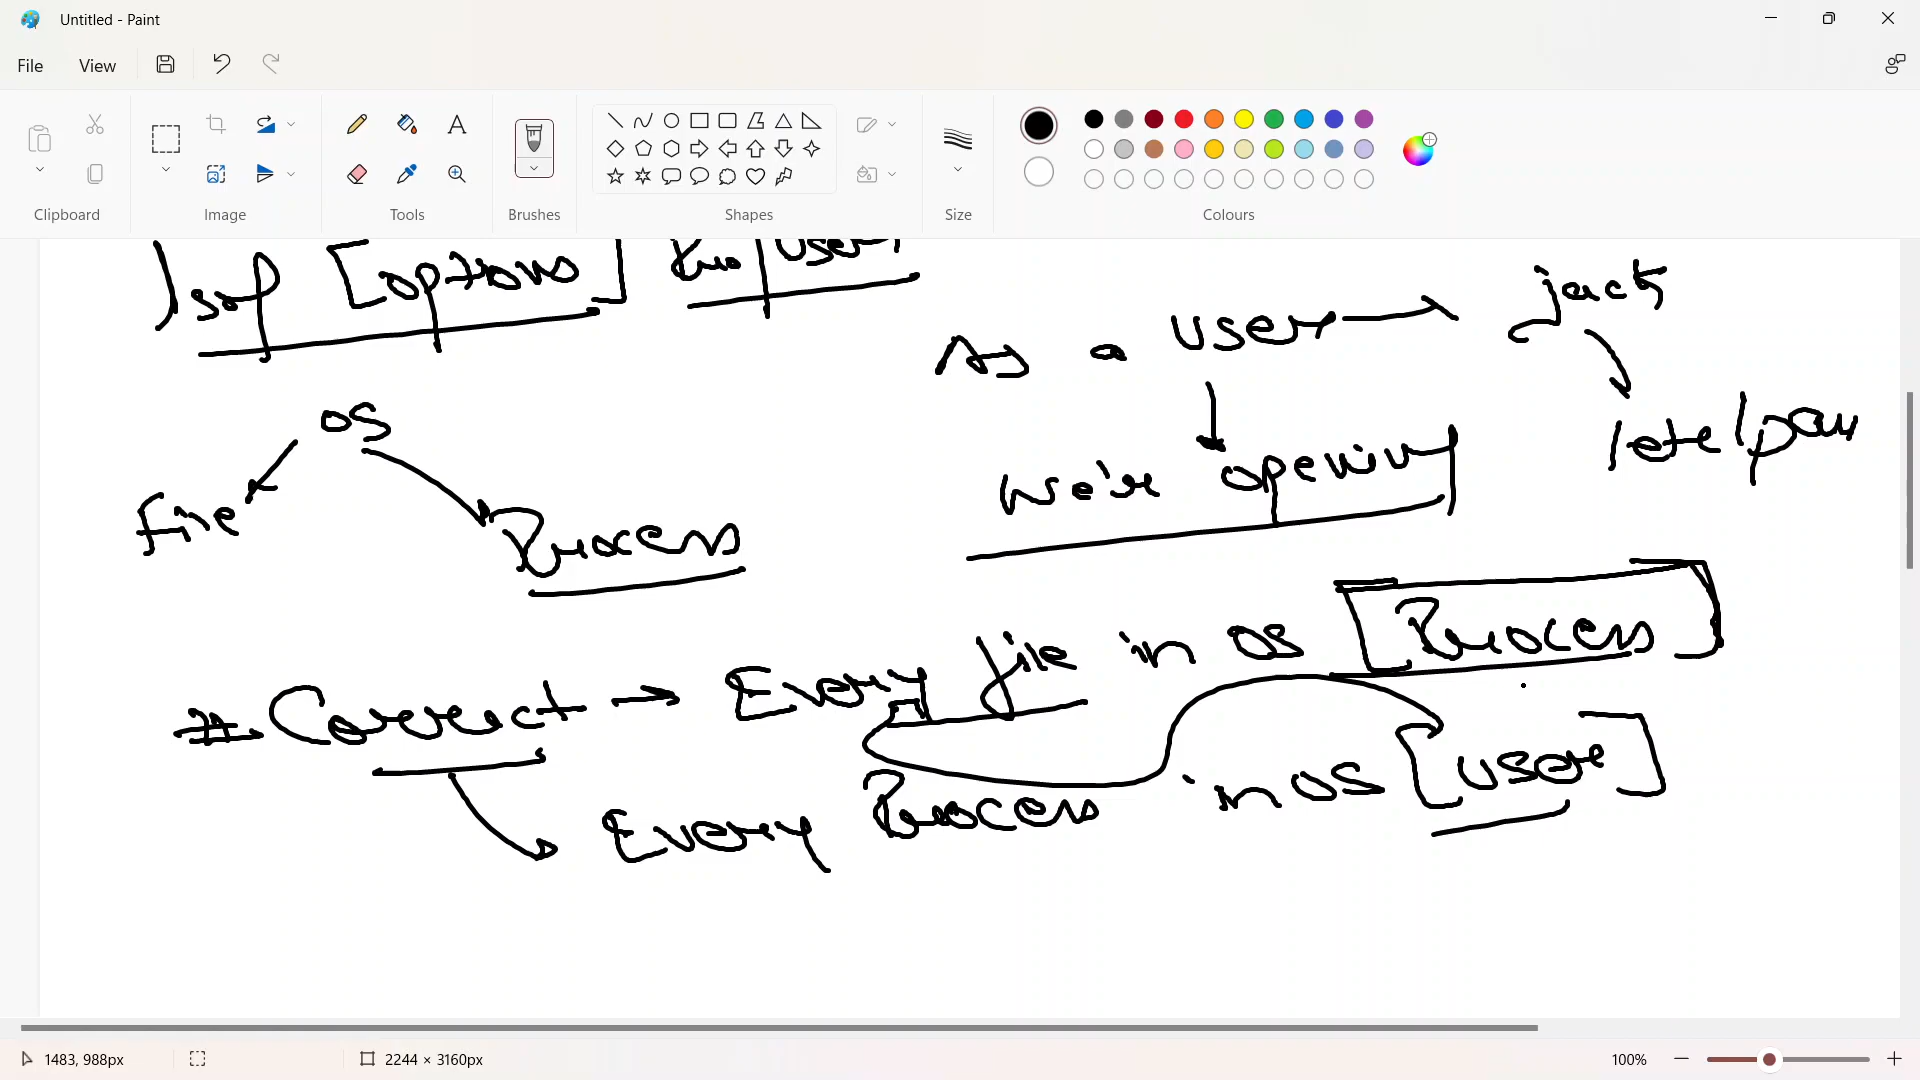 Untitled - Paint
File View
Clipboard Image Tools Brushes Shapes Size Colours
lsof [options] user
As a user → jack
OS
file Process
We're opening
# Correct → Every file in OS [Process]
Every Process in OS [user]
1483, 988px 2244 × 3160px 100%